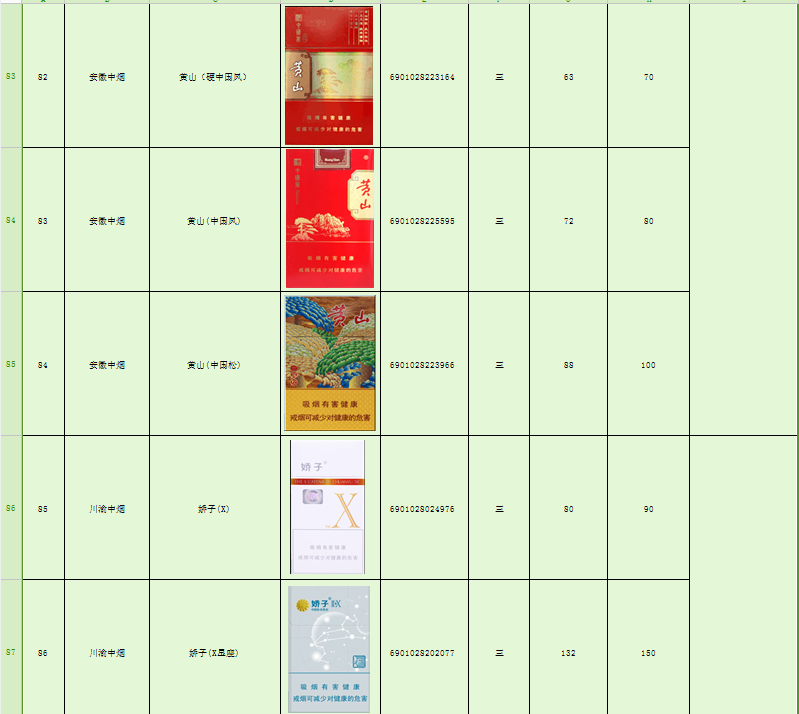 83 82 安徽中烟 黄山（硬中国风） 6901028223164 三 63 70
黄山
吸烟有害健康
戒烟可减少对健康的危害
84 83 安徽中烟 黄山(中国风) 6901028225595 三 72 80
黄山
吸烟有害健康
戒烟可减少对健康的危害
85 84 安徽中烟 黄山(中国松) 6901028223966 三 88 100
黄山
吸烟有害健康
戒烟可减少对健康的危害
86 85 川渝中烟 娇子(X) 6901028024976 三 80 90
娇子
X
吸烟有害健康
戒烟可减少对健康的危害
87 86 川渝中烟 娇子(X星座) 6901028202077 三 132 150
娇子
X
吸烟有害健康
戒烟可减少对健康的危害